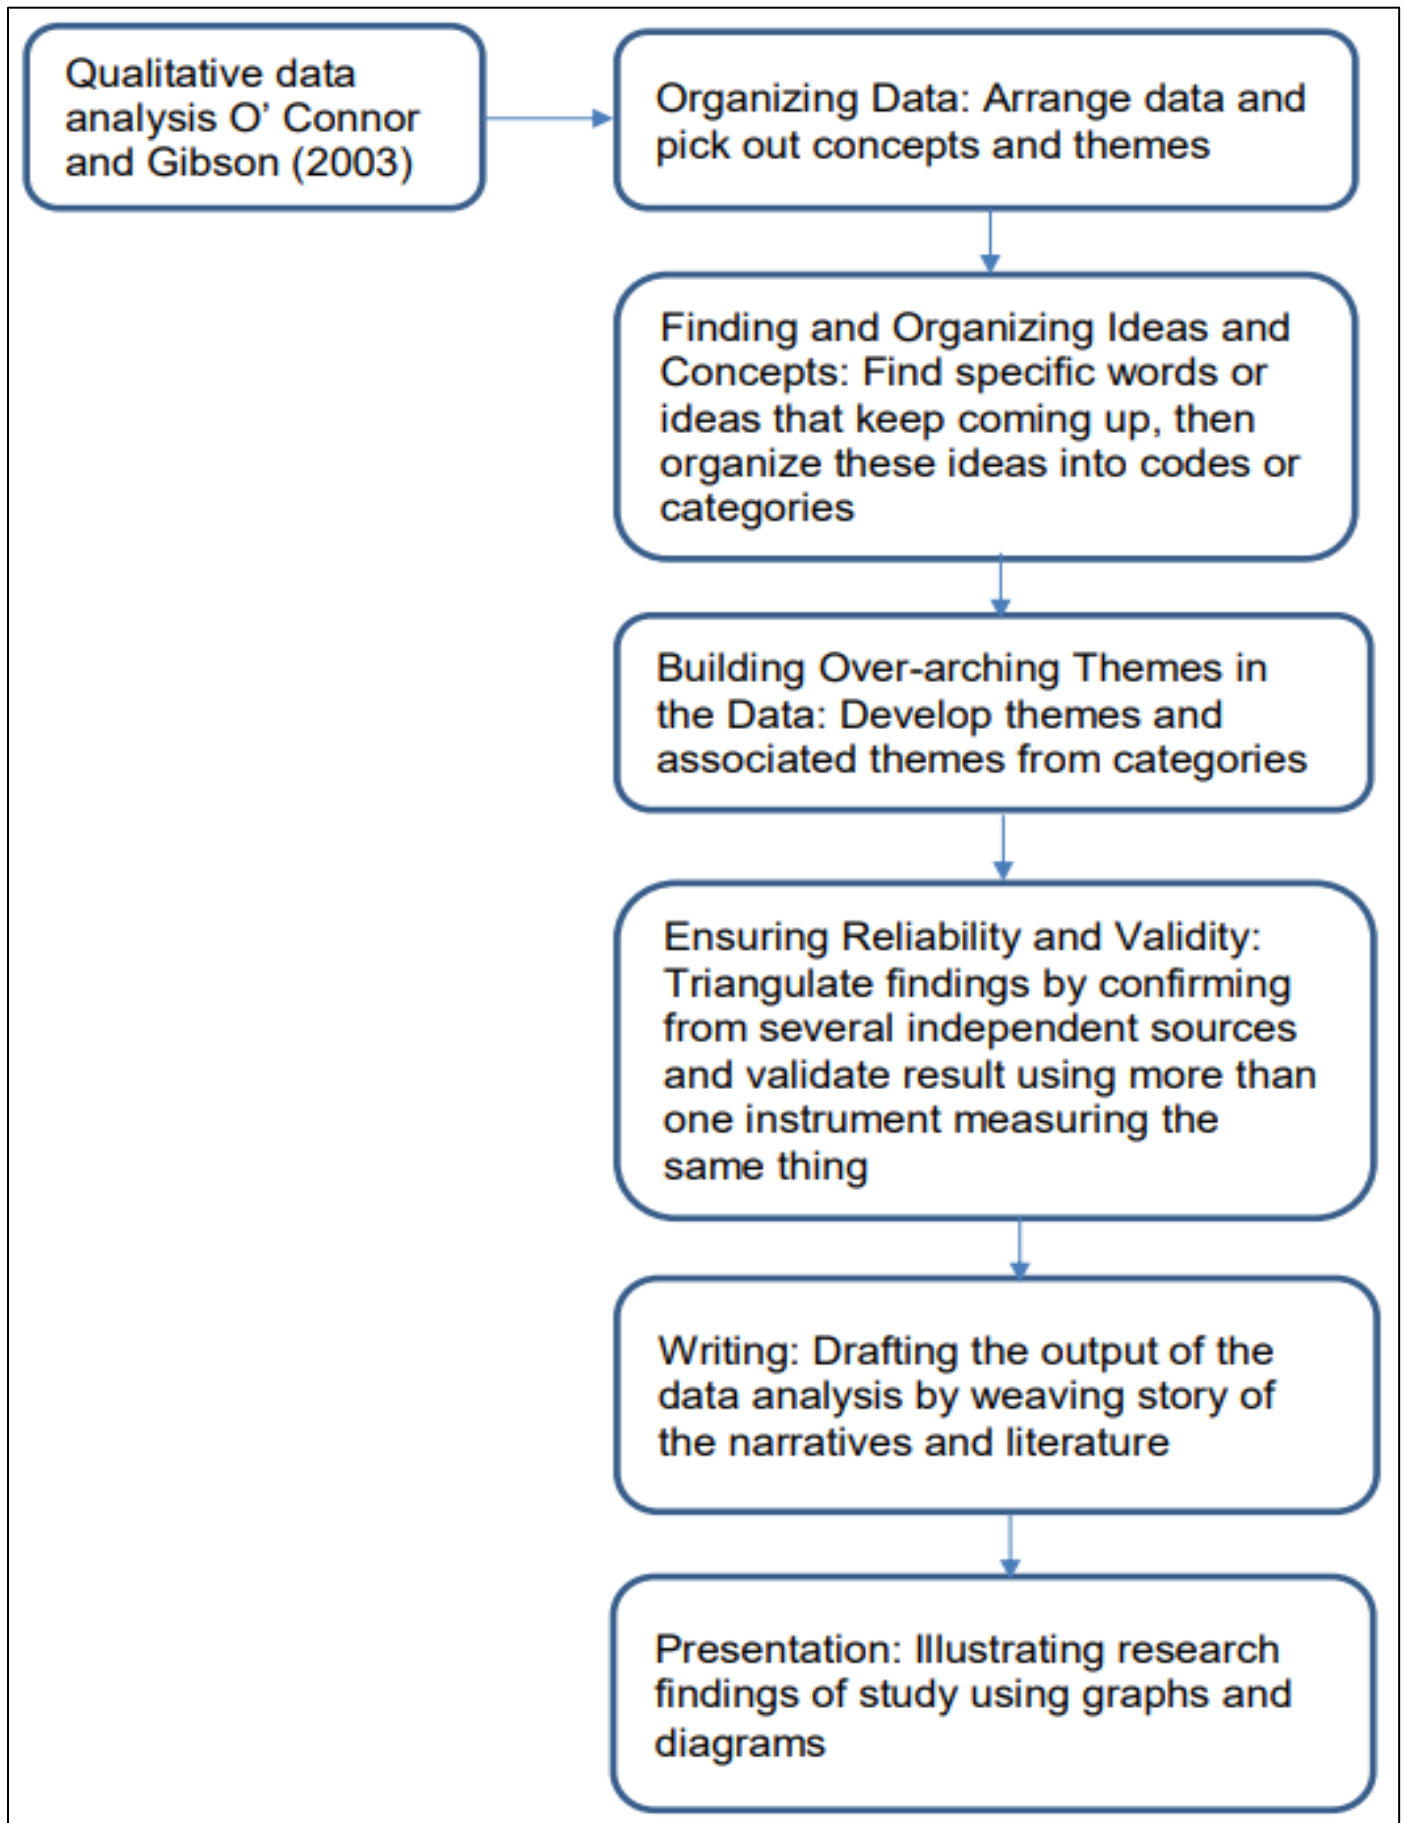 Qualitative data
analysis O’ Connor
and Gibson (2003)
Organizing Data: Arrange data and
pick out concepts and themes
Finding and Organizing Ideas and
Concepts: Find specific words or
ideas that keep coming up, then
organize these ideas into codes or
categories
Building Over-arching Themes in
the Data: Develop themes and
associated themes from categories
Ensuring Reliability and Validity:
Triangulate findings by confirming
from several independent sources
and validate result using more than
one instrument measuring the
same thing
Writing: Drafting the output of the
data analysis by weaving story of
the narratives and literature
Presentation: Illustrating research
findings of study using graphs and
diagrams